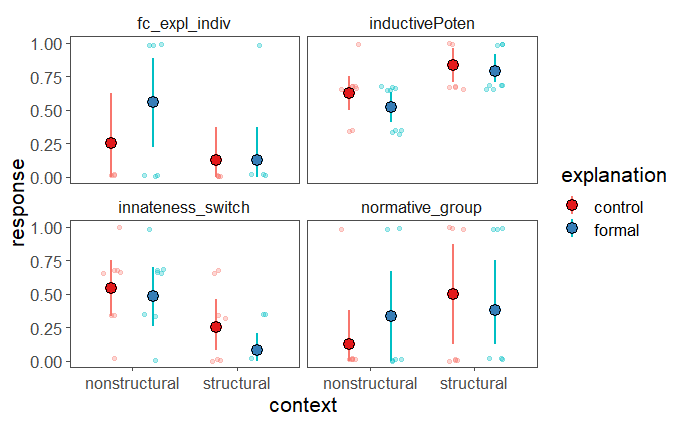 fc_expl_indiv
inductivePoten
1.00
0.75
0.50
0.25
0.00
innateness_switch
normative_group
1.00
0.75
0.50
0.25
0.00
nonstructural
structural
nonstructural
structural
context
response
explanation
control
formal